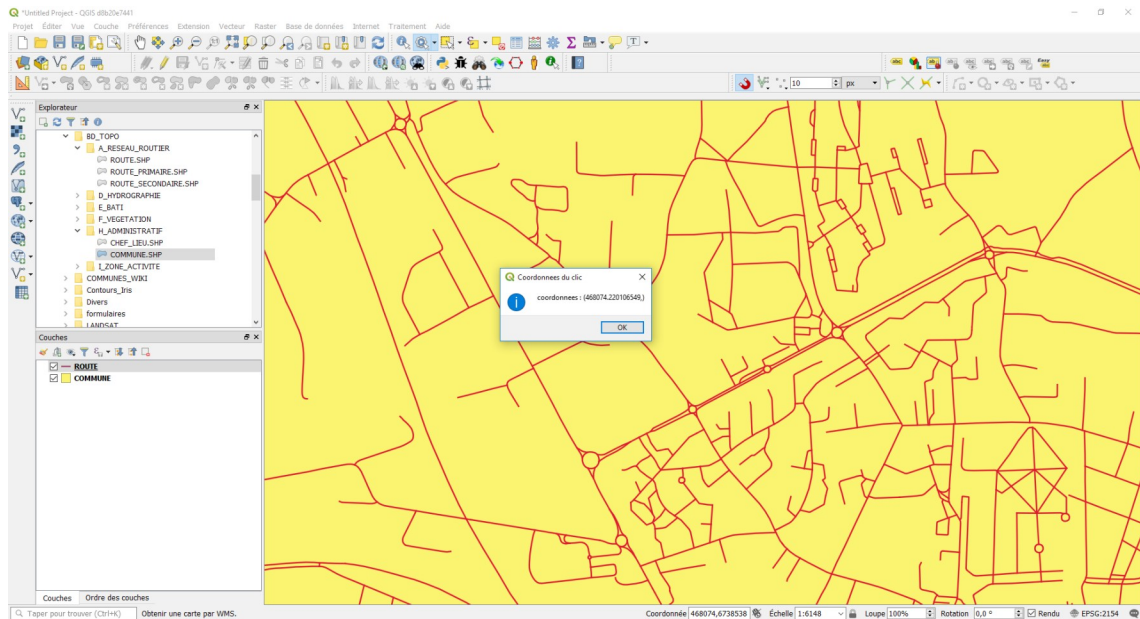 *Untitled Project - QGIS d8b20e7441
Projet Éditer Vue Couche Préférences Extension Vecteur Raster Base de données Internet Traitement Aide
10 px
Explorateur
BD_TOPO
A_RESEAU_ROUTIER
ROUTE.SHP
ROUTE_PRIMAIRE.SHP
ROUTE_SECONDAIRE.SHP
D_HYDROGRAPHIE
E_BATI
F_VEGETATION
H_ADMINISTRATIF
CHEF_LIEU.SHP
COMMUNE.SHP
I_ZONE_ACTIVITE
COMMUNES_WIKI
Contours_Iris
Divers
formulaires
LANDSAT
Couches
ROUTE
COMMUNE
Coordonnees du clic
coordonnees : (468074.220106549,)
OK
Couches Ordre des couches
Taper pour trouver (Ctrl+K) Obtenir une carte par WMS. Coordonnée 468074,6738538 Échelle 1:6148 Loupe 100% Rotation 0,0 ° Rendu EPSG:2154